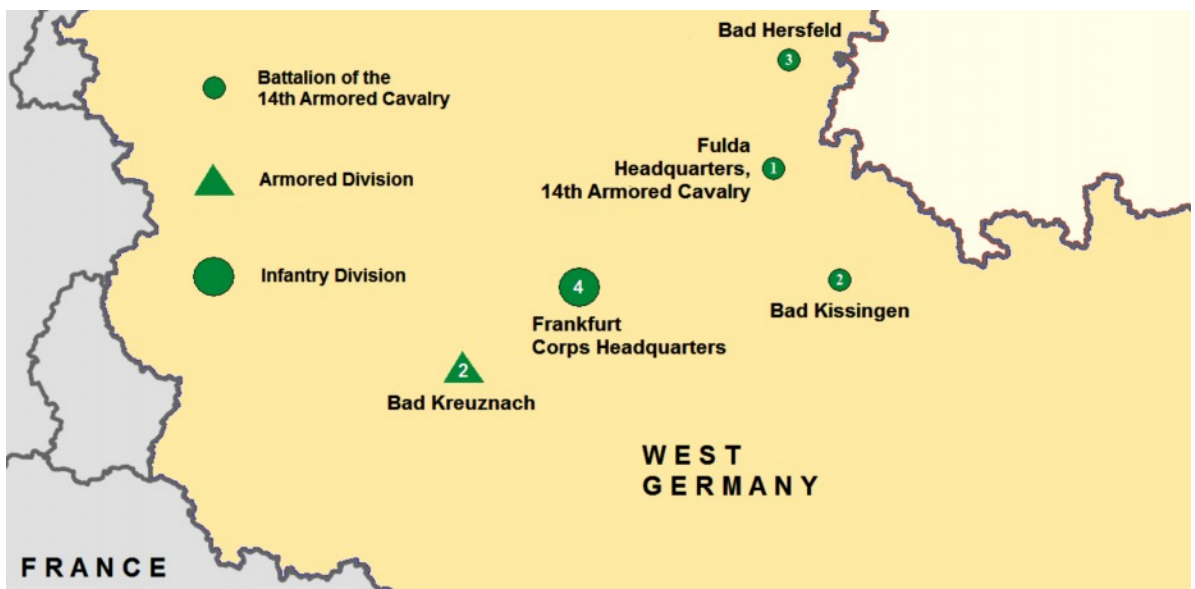 Bad Hersfeld
3
Battalion of the
14th Armored Cavalry
Fulda
Headquarters,
14th Armored Cavalry
1
Armored Division
Infantry Division
4
Frankfurt
Corps Headquarters
2
Bad Kissingen
2
Bad Kreuznach
WEST
GERMANY
FRANCE